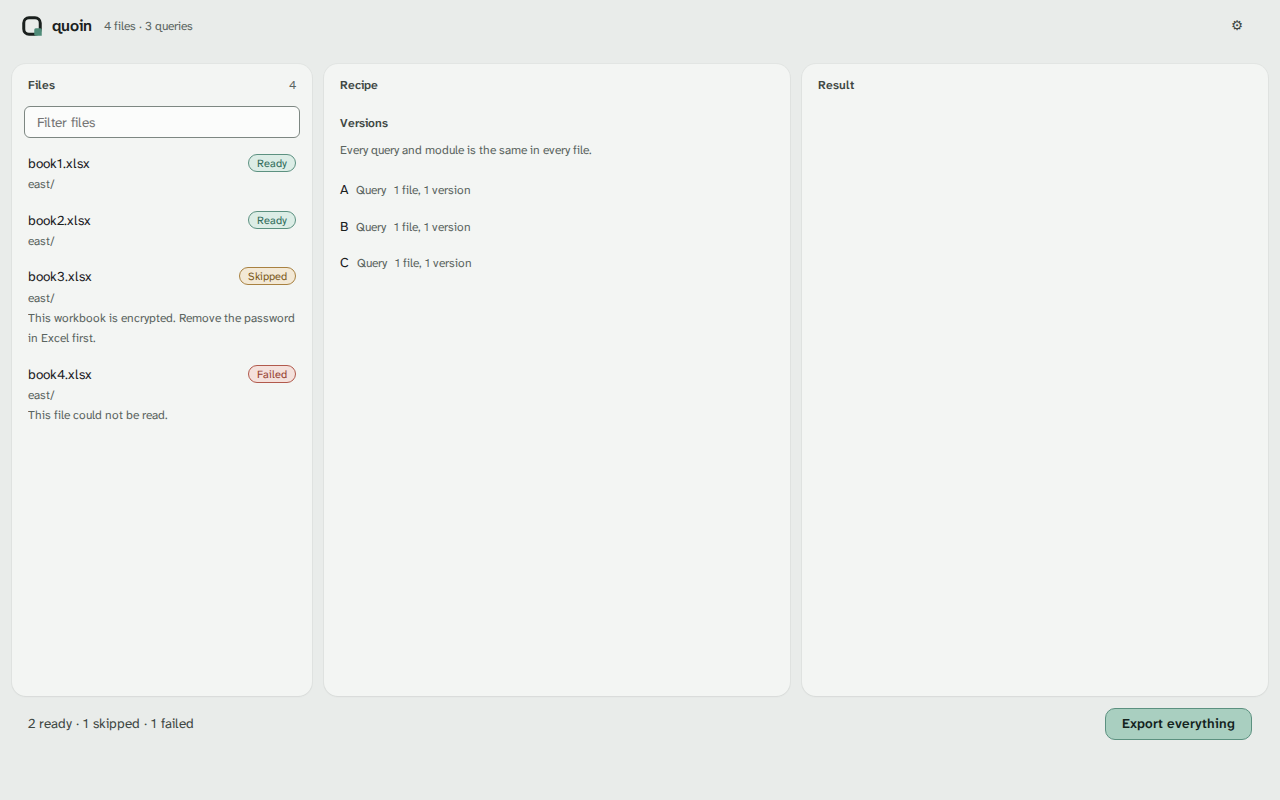 quoin 4 files · 3 queries
Files 4
Filter files
book1.xlsx Ready
east/
book2.xlsx Ready
east/
book3.xlsx Skipped
east/
This workbook is encrypted. Remove the password
in Excel first.
book4.xlsx Failed
east/
This file could not be read.
Recipe
Versions
Every query and module is the same in every file.
A Query 1 file, 1 version
B Query 1 file, 1 version
C Query 1 file, 1 version
Result
2 ready · 1 skipped · 1 failed
Export everything